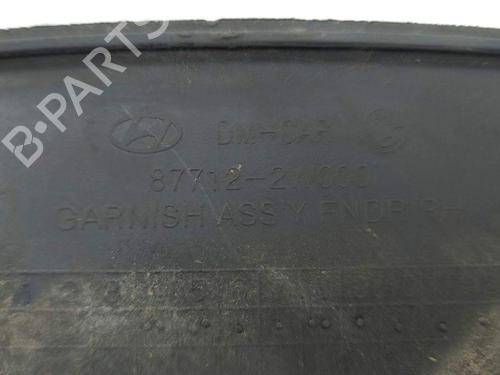 B-PARTS
DM-CAR
87712-2W000
GARNISH ASS'Y FNDR RH